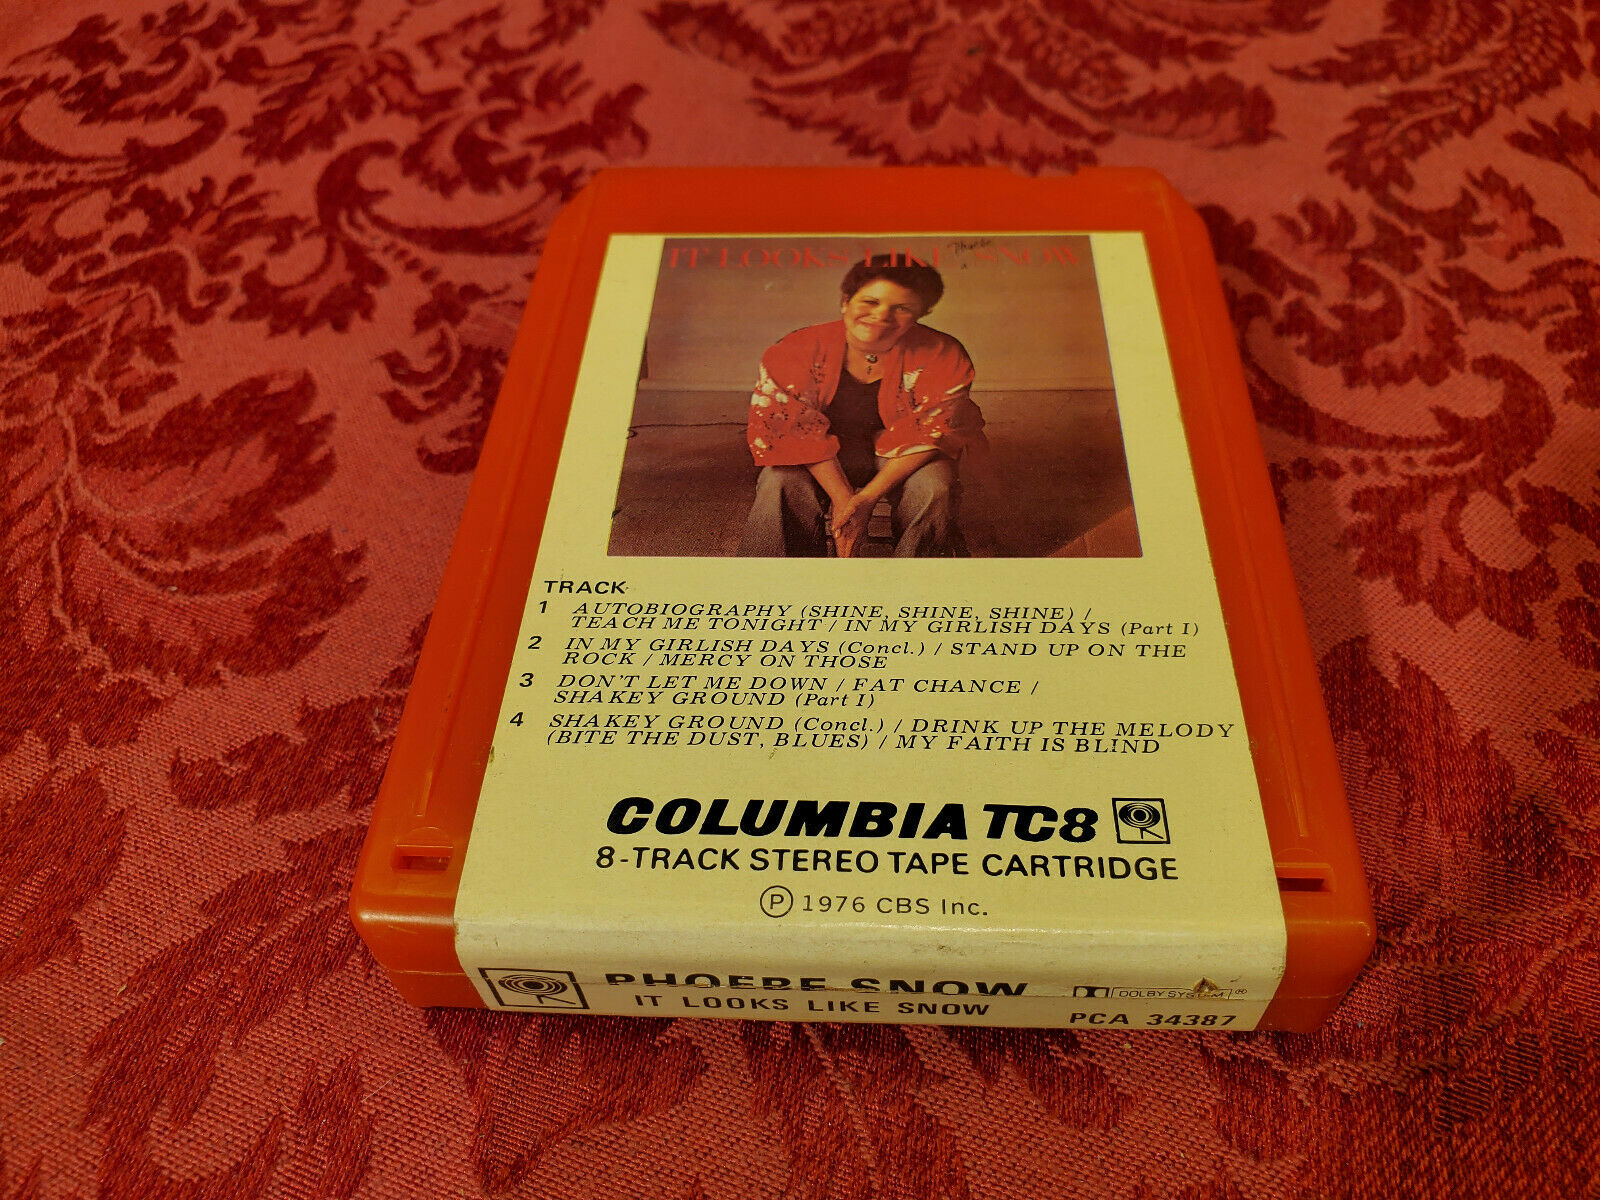 IT LOOKS LIKE Phoebe SNOW
TRACK
1 AUTOBIOGRAPHY (SHINE, SHINE, SHINE) /
TEACH ME TONIGHT / IN MY GIRLISH DAYS (Part I)
2 IN MY GIRLISH DAYS (Concl.) / STAND UP ON THE
ROCK / MERCY ON THOSE
3 DON'T LET ME DOWN / FAT CHANCE /
SHAKEY GROUND (Part I)
4 SHAKEY GROUND (Concl.) / DRINK UP THE MELODY
(BITE THE DUST, BLUES) / MY FAITH IS BLIND
COLUMBIA TC8
8-TRACK STEREO TAPE CARTRIDGE
Ⓟ 1976 CBS Inc.
PHOEBE SNOW
DOLBY SYSTEM ®
IT LOOKS LIKE SNOW
PCA 34387